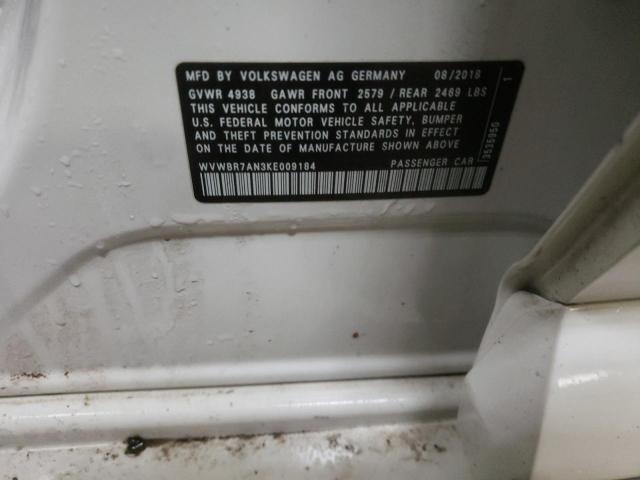 MFD BY VOLKSWAGEN AG GERMANY 08/2018
GVWR 4938 GAWR FRONT 2579 / REAR 2469 LBS
THIS VEHICLE CONFORMS TO ALL APPLICABLE
U.S. FEDERAL MOTOR VEHICLE SAFETY, BUMPER
AND THEFT PREVENTION STANDARDS IN EFFECT
ON THE DATE OF MANUFACTURE SHOWN ABOVE
WVWBR7AN3KE009184 PASSENGER CAR
3535950 1